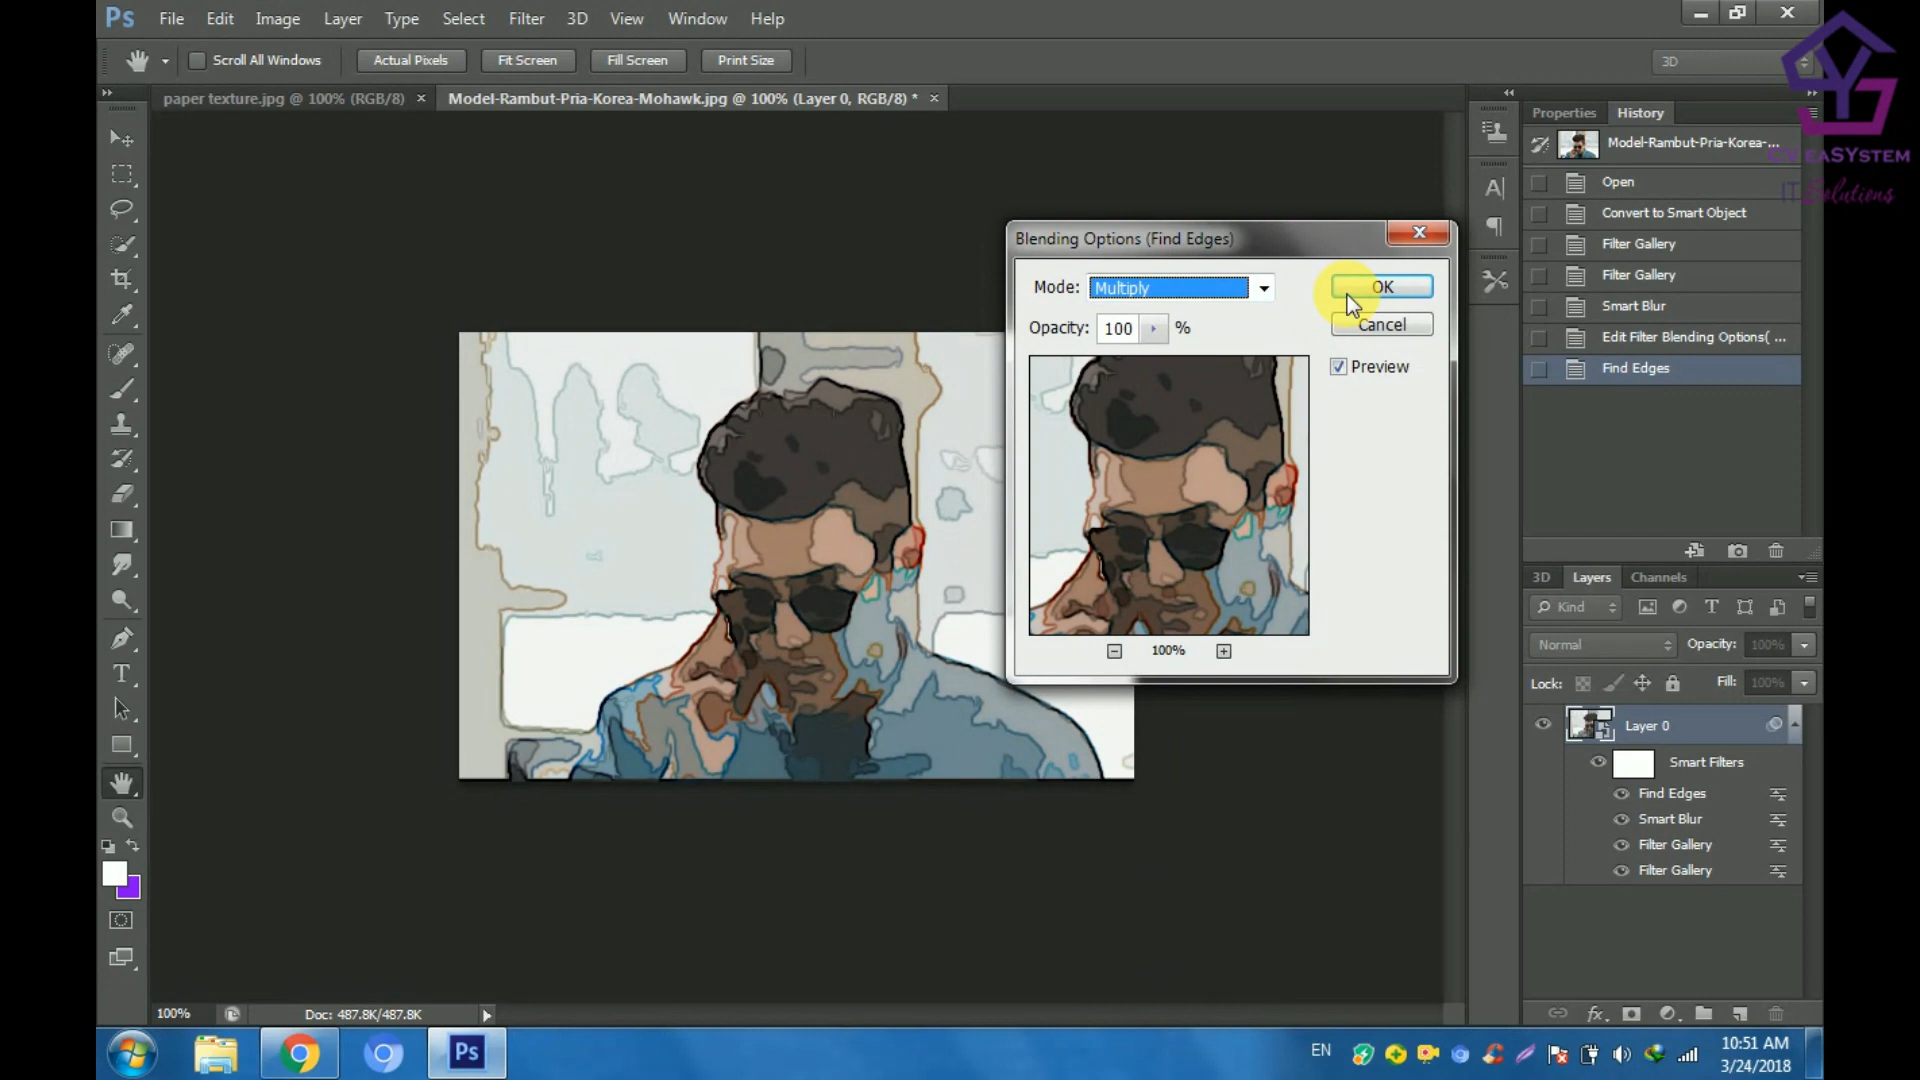 Ps File Edit Image Layer Type Select Filter 3D View Window Help
Scroll All Windows Actual Pixels Fit Screen Fill Screen Print Size 3D
paper texture.jpg @ 100% (RGB/8) × Model-Rambut-Pria-Korea-Mohawk.jpg @ 100% (Layer 0, RGB/8) * ×
Properties History
Model-Rambut-Pria-Korea-...
CV eaSYstem
IT Solutions
Open
Convert to Smart Object
Filter Gallery
Filter Gallery
Smart Blur
Edit Filter Blending Options( ...
Find Edges
Blending Options (Find Edges)
Mode: Multiply OK
Opacity: 100 % Cancel
Preview
100%
3D Layers Channels
Kind
Normal Opacity: 100%
Lock: Fill: 100%
Layer 0
Smart Filters
Find Edges
Smart Blur
Filter Gallery
Filter Gallery
100% Doc: 487.8K/487.8K
Ps EN 10:51 AM
3/24/2018